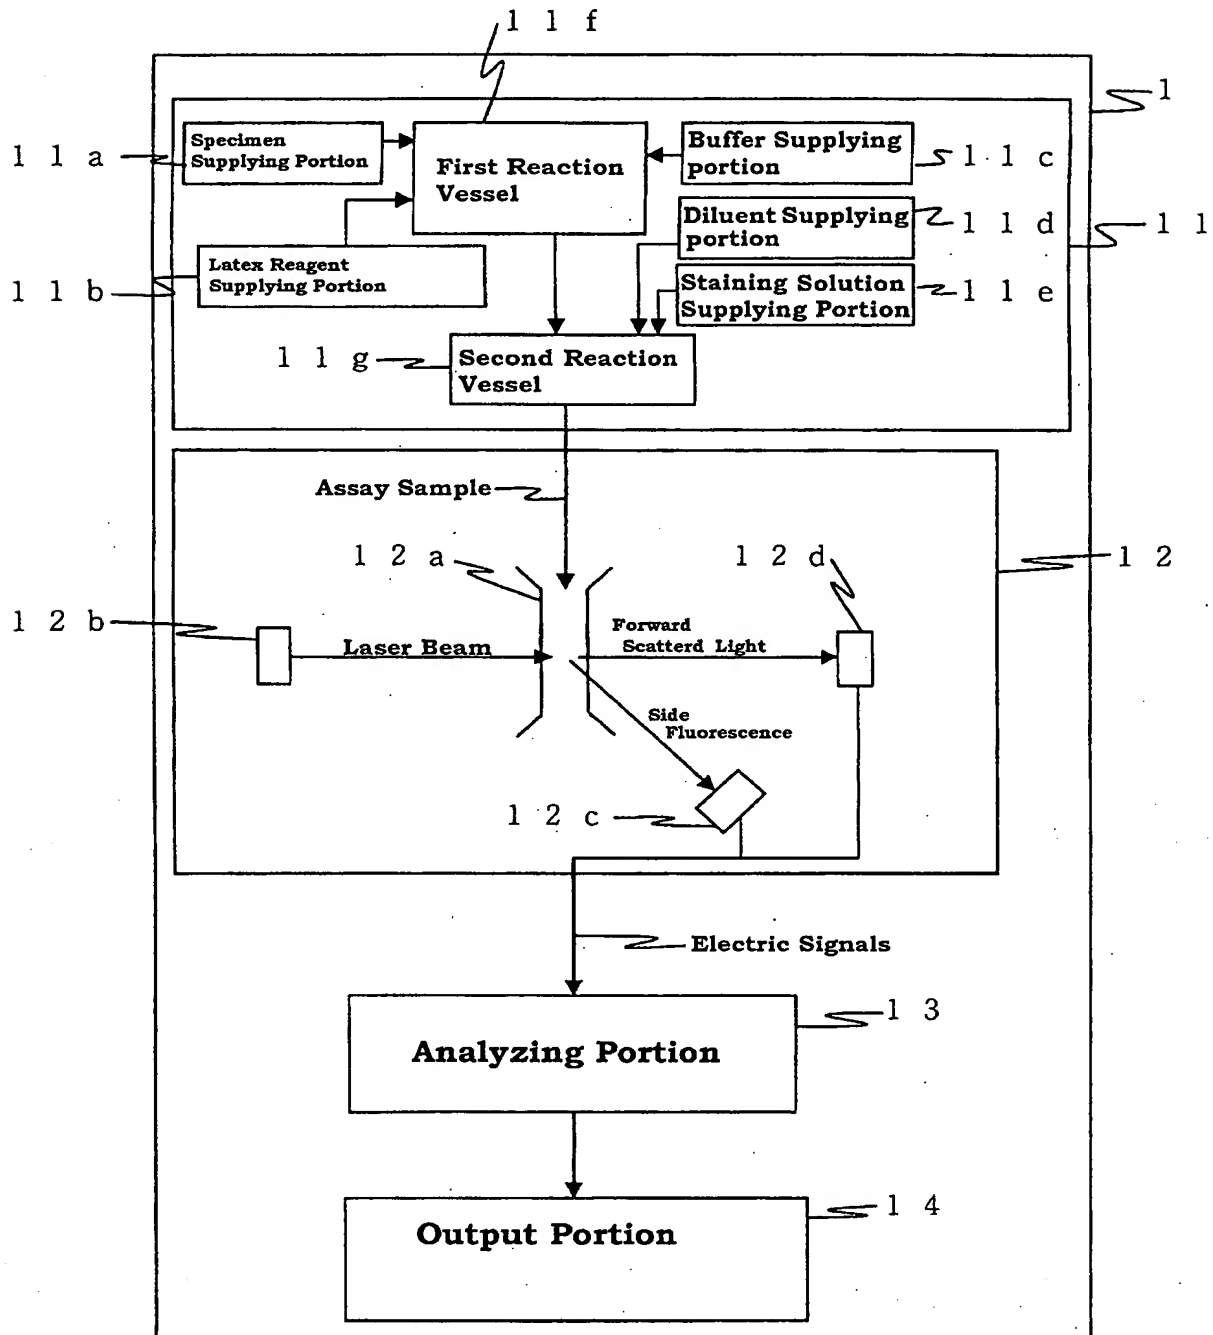 1 1 f
1
Specimen
Supplying Portion
1 1 a
First Reaction
Vessel
Buffer Supplying
portion
1 1 c
Diluent Supplying
portion
1 1 d
1 1
Latex Reagent
Supplying Portion
1 1 b
Staining Solution
Supplying Portion
1 1 e
1 1 g
Second Reaction
Vessel
Assay Sample
1 2 a
1 2 d
1 2
1 2 b
Laser Beam
Forward
Scatterd Light
Side
Fluorescence
1 2 c
Electric Signals
1 3
Analyzing Portion
1 4
Output Portion